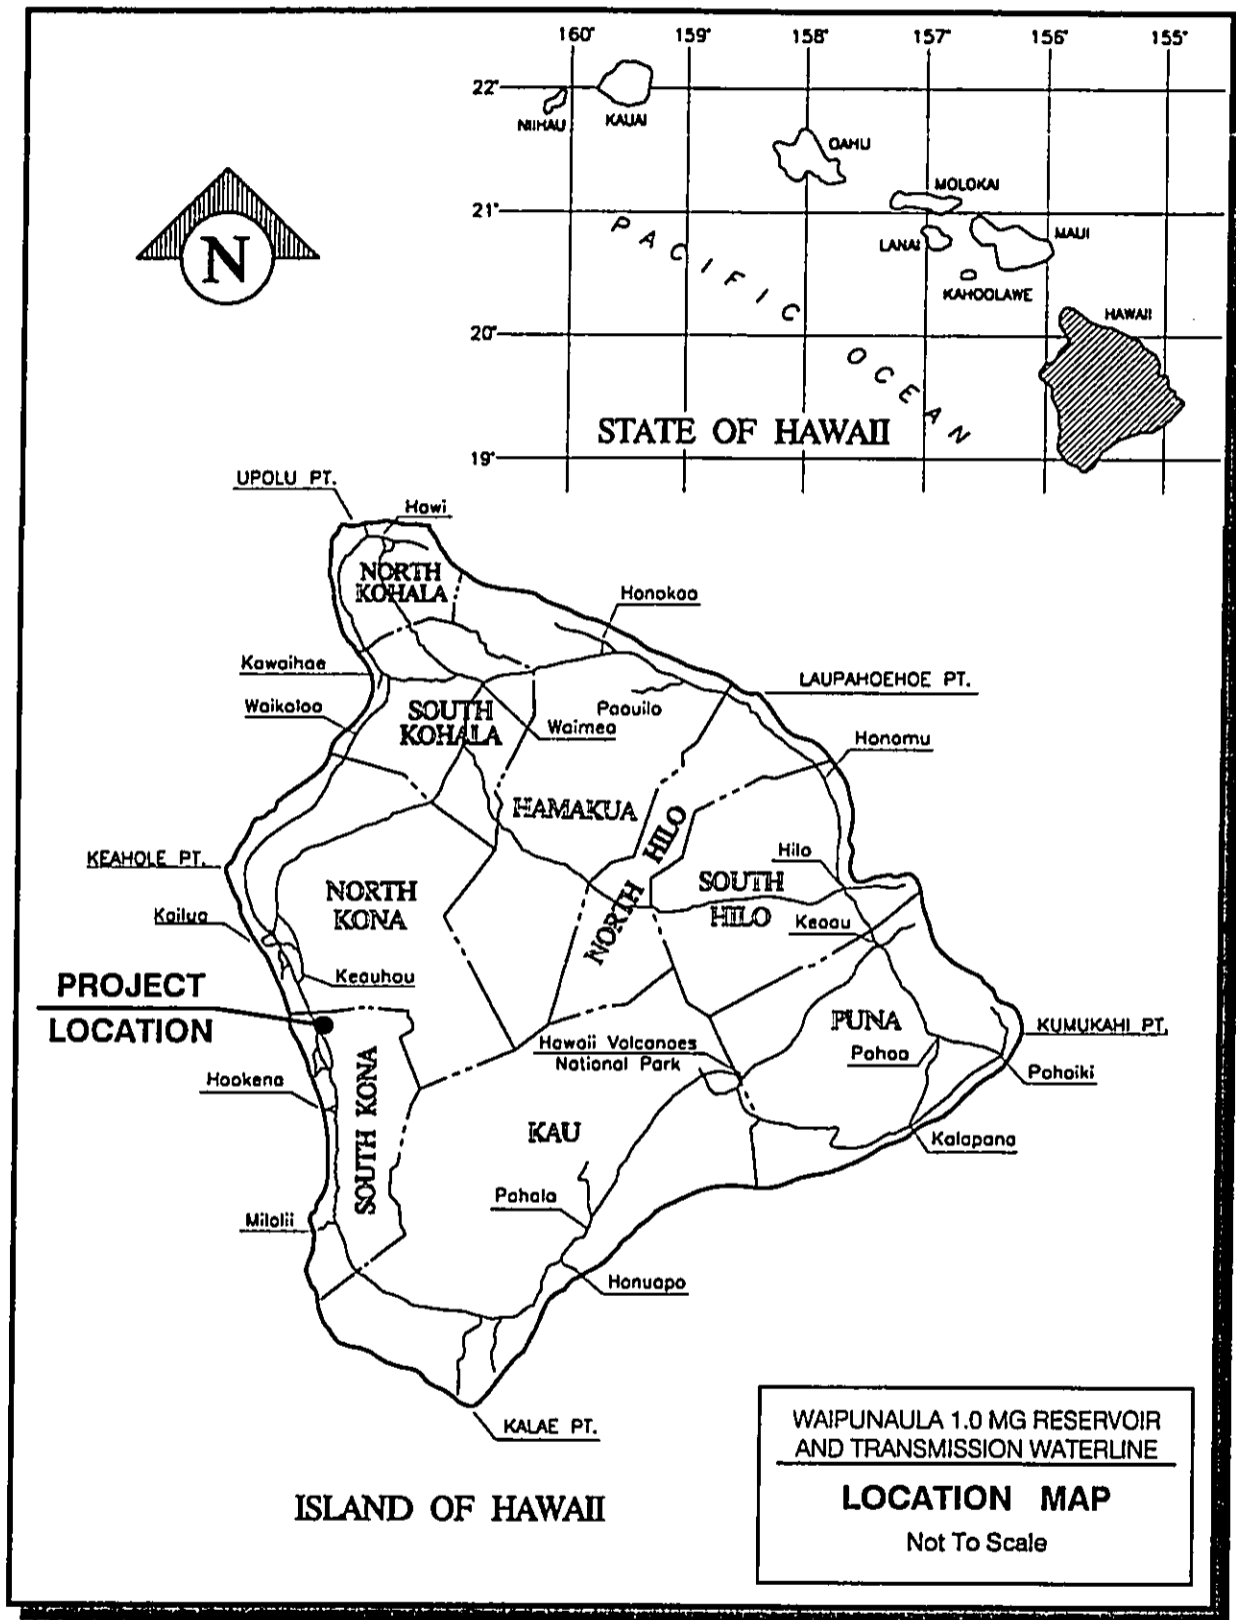 160° 159° 158° 157° 156° 155°
22°
NIIHAU
KAUAI
OAHU
MOLOKAI
21°
LANAI
MAUI
KAHOOLAWE
PACIFIC
HAWAII
20°
OCEAN
STATE OF HAWAII
19°
N
UPOLU PT.
Hawi
NORTH
KOHALA
Honokaa
Kawaihae
LAUPAHOEHOE PT.
Waikoloa
SOUTH
KOHALA
Paauilo
Waimea
Honomu
HAMAKUA
NORTH HILO
KEAHOLE PT.
Hilo
NORTH
KONA
SOUTH
HILO
Kailua
Keaau
Keauhou
PROJECT
LOCATION
PUNA
KUMUKAHI PT.
Hawaii Volcanoes
National Park
Pahoa
Pohoiki
Hookena
SOUTH KONA
KAU
Kalapana
Pahala
Milolii
Honuapo
KALAE PT.
ISLAND OF HAWAII
WAIPUNAULA 1.0 MG RESERVOIR
AND TRANSMISSION WATERLINE
LOCATION MAP
Not To Scale